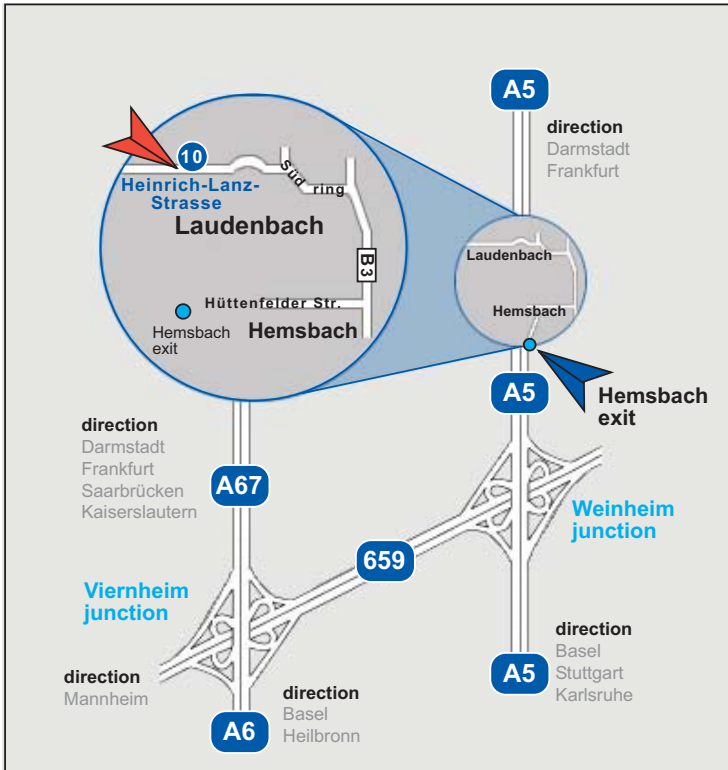 A5
direction
Darmstadt
Frankfurt
10
Heinrich-Lanz-
Strasse
Süd ring
Laudenbach
B3
Hüttenfelder Str.
Hemsbach
Hemsbach
exit
Laudenbach
Hemsbach
A5
Hemsbach
exit
direction
Darmstadt
Frankfurt
Saarbrücken
Kaiserslautern
A67
Weinheim
junction
659
Viernheim
junction
direction
Mannheim
A6
direction
Basel
Heilbronn
A5
direction
Basel
Stuttgart
Karlsruhe